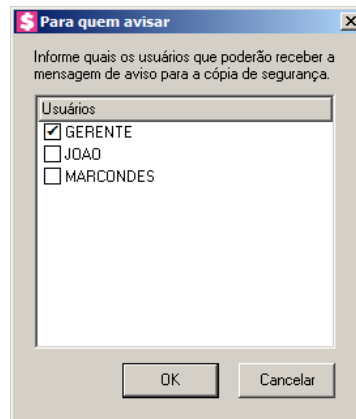 Para quem avisar
Informe quais os usuários que poderão receber a
mensagem de aviso para a cópia de segurança.
Usuários
GERENTE
JOAO
MARCONDES
OK Cancelar